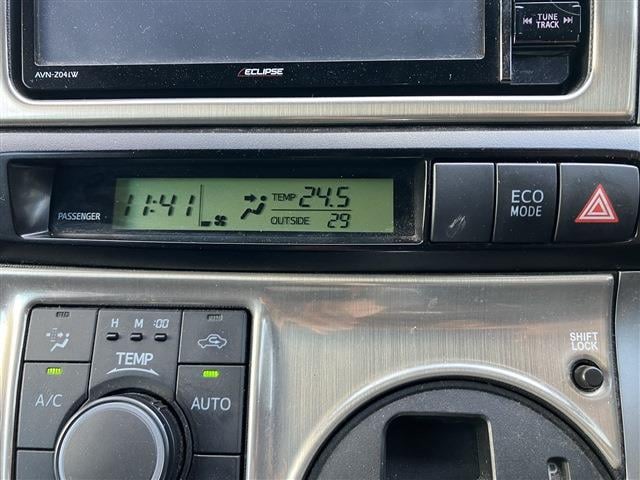 TUNE
TRACK
AVN-Z04iW
ECLIPSE
PASSENGER
11:41
TEMP 24.5
OUTSIDE 29
ECO
MODE
H M :00
TEMP
A/C
AUTO
SHIFT
LOCK
P